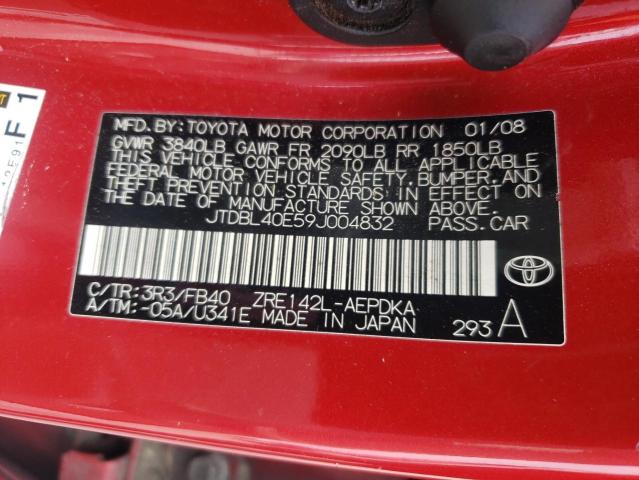 MFD. BY: TOYOTA MOTOR CORPORATION 01/08
GVWR 3840LB GAWR FR 2090LB RR 1850LB
THIS VEHICLE CONFORMS TO ALL APPLICABLE
FEDERAL MOTOR VEHICLE SAFETY, BUMPER, AND
THEFT PREVENTION STANDARDS IN EFFECT ON
THE DATE OF MANUFACTURE SHOWN ABOVE.
JTDBL40E59J004832 PASS. CAR
C/TR: 3R3/FB40 ZRE142L-AEPDKA
A/TM: -05A/U341E MADE IN JAPAN 293 A
F 1